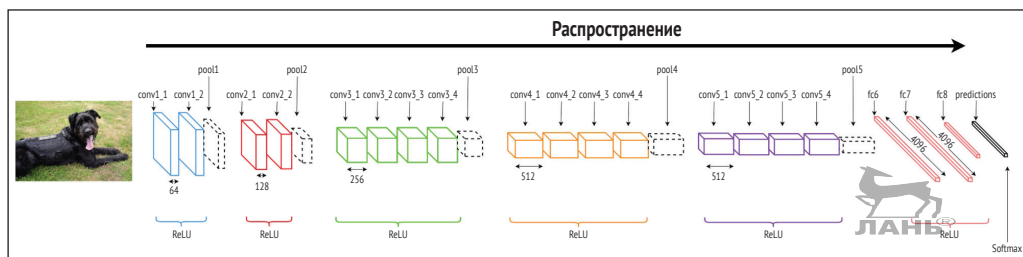 Распространение
pool1 pool2 pool3 pool4 pool5
conv1_1 conv1_2 conv2_1 conv2_2 conv3_1 conv3_2 conv3_3 conv3_4 conv4_1 conv4_2 conv4_3 conv4_4 conv5_1 conv5_2 conv5_3 conv5_4 fc6 fc7 fc8 predictions
4096 4096
64 128 256 512 512
ЛАНЬ®
ReLU ReLU ReLU ReLU ReLU ReLU
Softmax